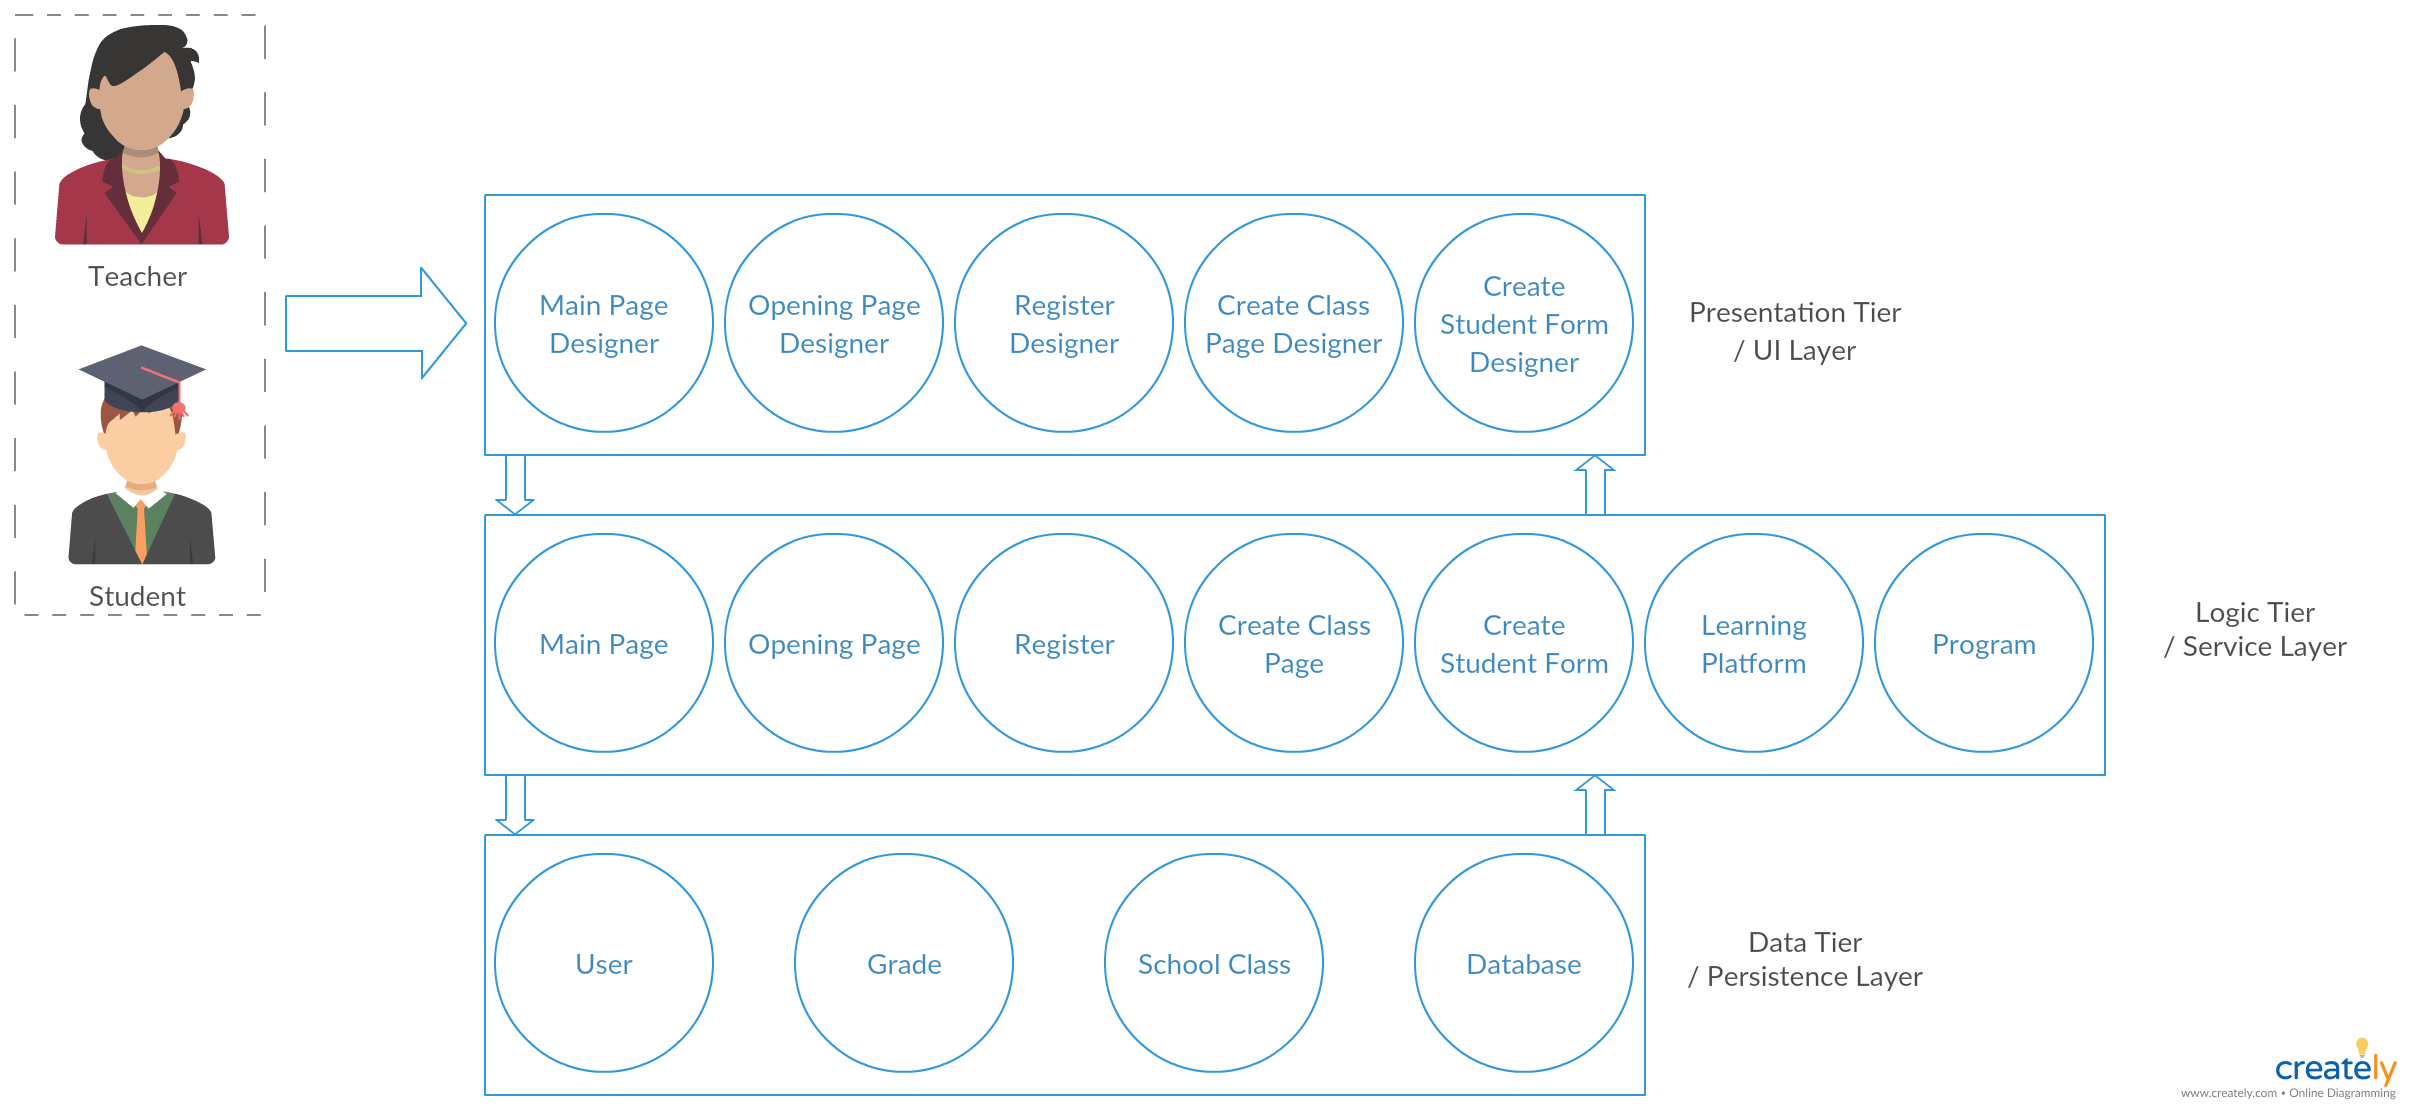 Teacher
Student
Main Page
Designer
Opening Page
Designer
Register
Designer
Create Class
Page Designer
Create
Student Form
Designer
Presentation Tier
/ UI Layer
Main Page
Opening Page
Register
Create Class
Page
Create
Student Form
Learning
Platform
Program
Logic Tier
/ Service Layer
User
Grade
School Class
Database
Data Tier
/ Persistence Layer
creately
www.creately.com • Online Diagramming